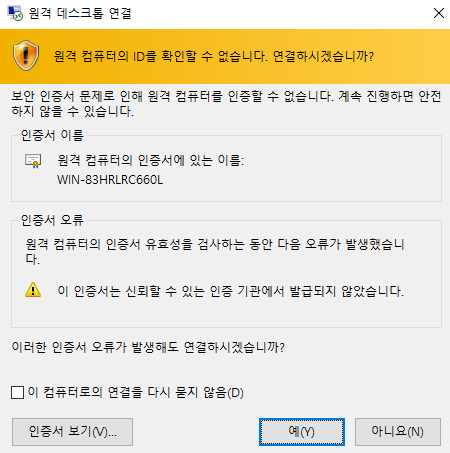 원격 데스크톱 연결
원격 컴퓨터의 ID를 확인할 수 없습니다. 연결하시겠습니까?
보안 인증서 문제로 인해 원격 컴퓨터를 인증할 수 없습니다. 계속 진행하면 안전
하지 않을 수 있습니다.
인증서 이름
원격 컴퓨터의 인증서에 있는 이름:
WIN-83HRLRC660L
인증서 오류
원격 컴퓨터의 인증서 유효성을 검사하는 동안 다음 오류가 발생했습니
다.
이 인증서는 신뢰할 수 있는 인증 기관에서 발급되지 않았습니다.
이러한 인증서 오류가 발생해도 연결하시겠습니까?
이 컴퓨터로의 연결을 다시 묻지 않음(D)
인증서 보기(V)...
예(Y)
아니요(N)